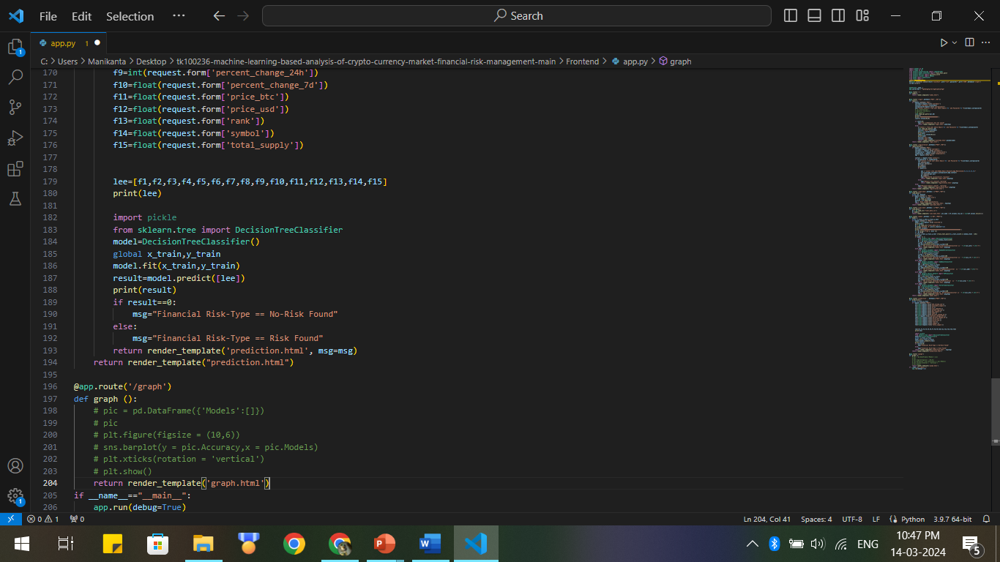 File Edit Selection ··· Search
app.py 1
C: > Users > Manikanta > Desktop > tk100236-machine-learning-based-analysis-of-crypto-currency-market-financial-risk-management-main > Frontend > app.py > graph
170 f9=int(request.form['percent_change_24h'])
171 f10=float(request.form['percent_change_7d'])
172 f11=float(request.form['price_btc'])
173 f12=float(request.form['price_usd'])
174 f13=float(request.form['rank'])
175 f14=float(request.form['symbol'])
176 f15=float(request.form['total_supply'])
177
178
179 lee=[f1,f2,f3,f4,f5,f6,f7,f8,f9,f10,f11,f12,f13,f14,f15]
180 print(lee)
181
182 import pickle
183 from sklearn.tree import DecisionTreeClassifier
184 model=DecisionTreeClassifier()
185 global x_train,y_train
186 model.fit(x_train,y_train)
187 result=model.predict([lee])
188 print(result)
189 if result==0:
190 msg="Financial Risk-Type == No-Risk Found"
191 else:
192 msg="Financial Risk-Type == Risk Found"
193 return render_template('prediction.html', msg=msg)
194 return render_template("prediction.html")
195
196 @app.route('/graph')
197 def graph ():
198 # pic = pd.DataFrame({'Models':[]})
199 # pic
200 # plt.figure(figsize = (10,6))
201 # sns.barplot(y = pic.Accuracy,x = pic.Models)
202 # plt.xticks(rotation = 'vertical')
203 # plt.show()
204 return render_template('graph.html')
205 if __name__=="__main__":
206 app.run(debug=True)
1
1
0 1 0 Ln 204, Col 41 Spaces: 4 UTF-8 LF Python 3.9.7 64-bit
ENG 10:47 PM
14-03-2024 5